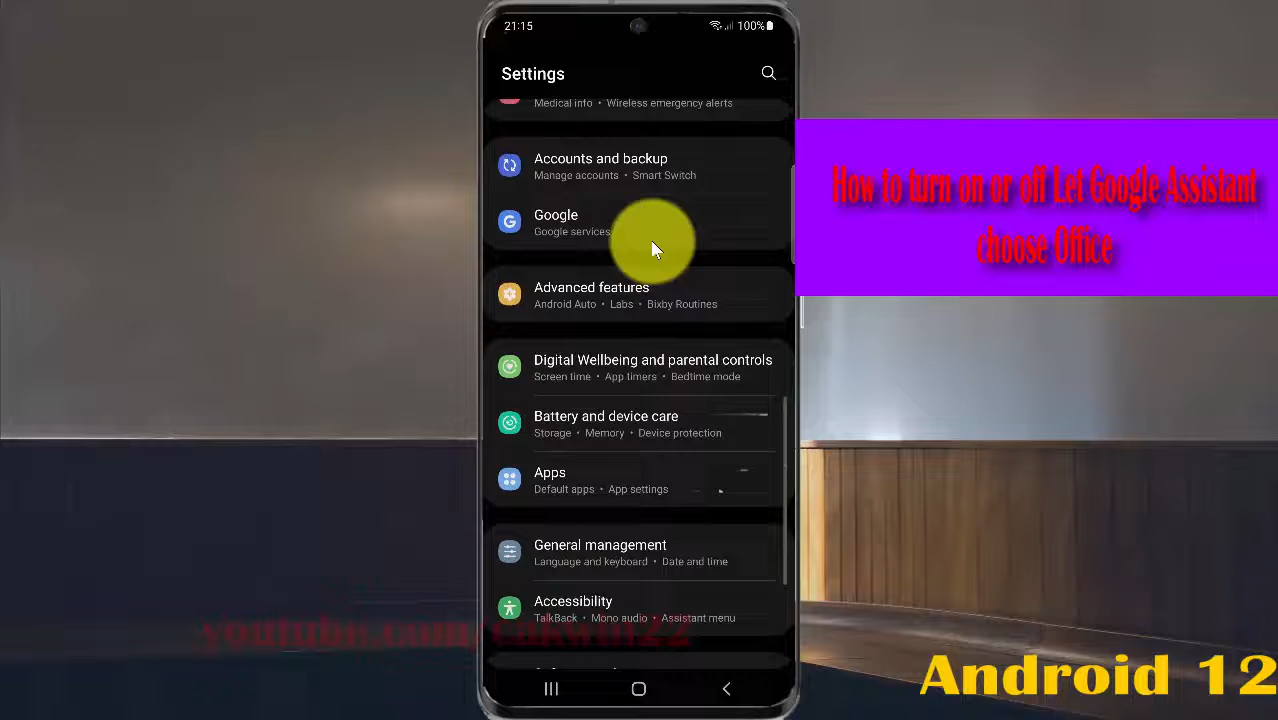 21:15
100%
Settings
Medical info • Wireless emergency alerts
Accounts and backup
Manage accounts • Smart Switch
Google
Google services
Advanced features
Android Auto • Labs • Bixby Routines
Digital Wellbeing and parental controls
Screen time • App timers • Bedtime mode
Battery and device care
Storage • Memory • Device protection
Apps
Default apps • App settings
General management
Language and keyboard • Date and time
Accessibility
TalkBack • Mono audio • Assistant menu
How to turn on or off Let Google Assistant
choose Office
youtube.com/cnkwin22
Android 12